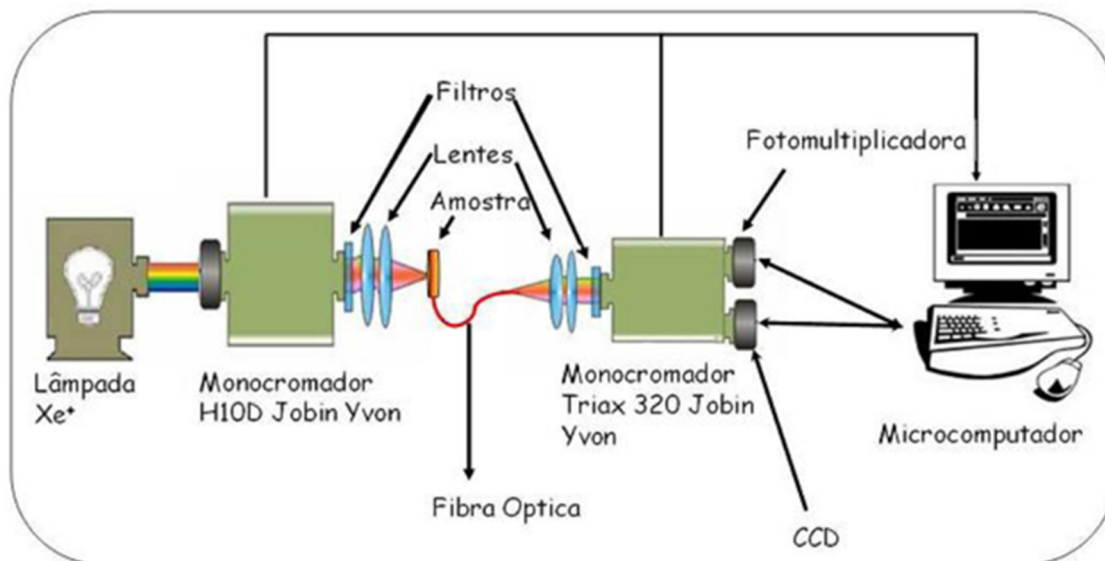 Filtros
Lentes
Amostra
Fotomultiplicadora
Lâmpada
Xe⁺
Monocromador
H10D Jobin Yvon
Monocromador
Triax 320 Jobin
Yvon
Microcomputador
Fibra Optica
CCD